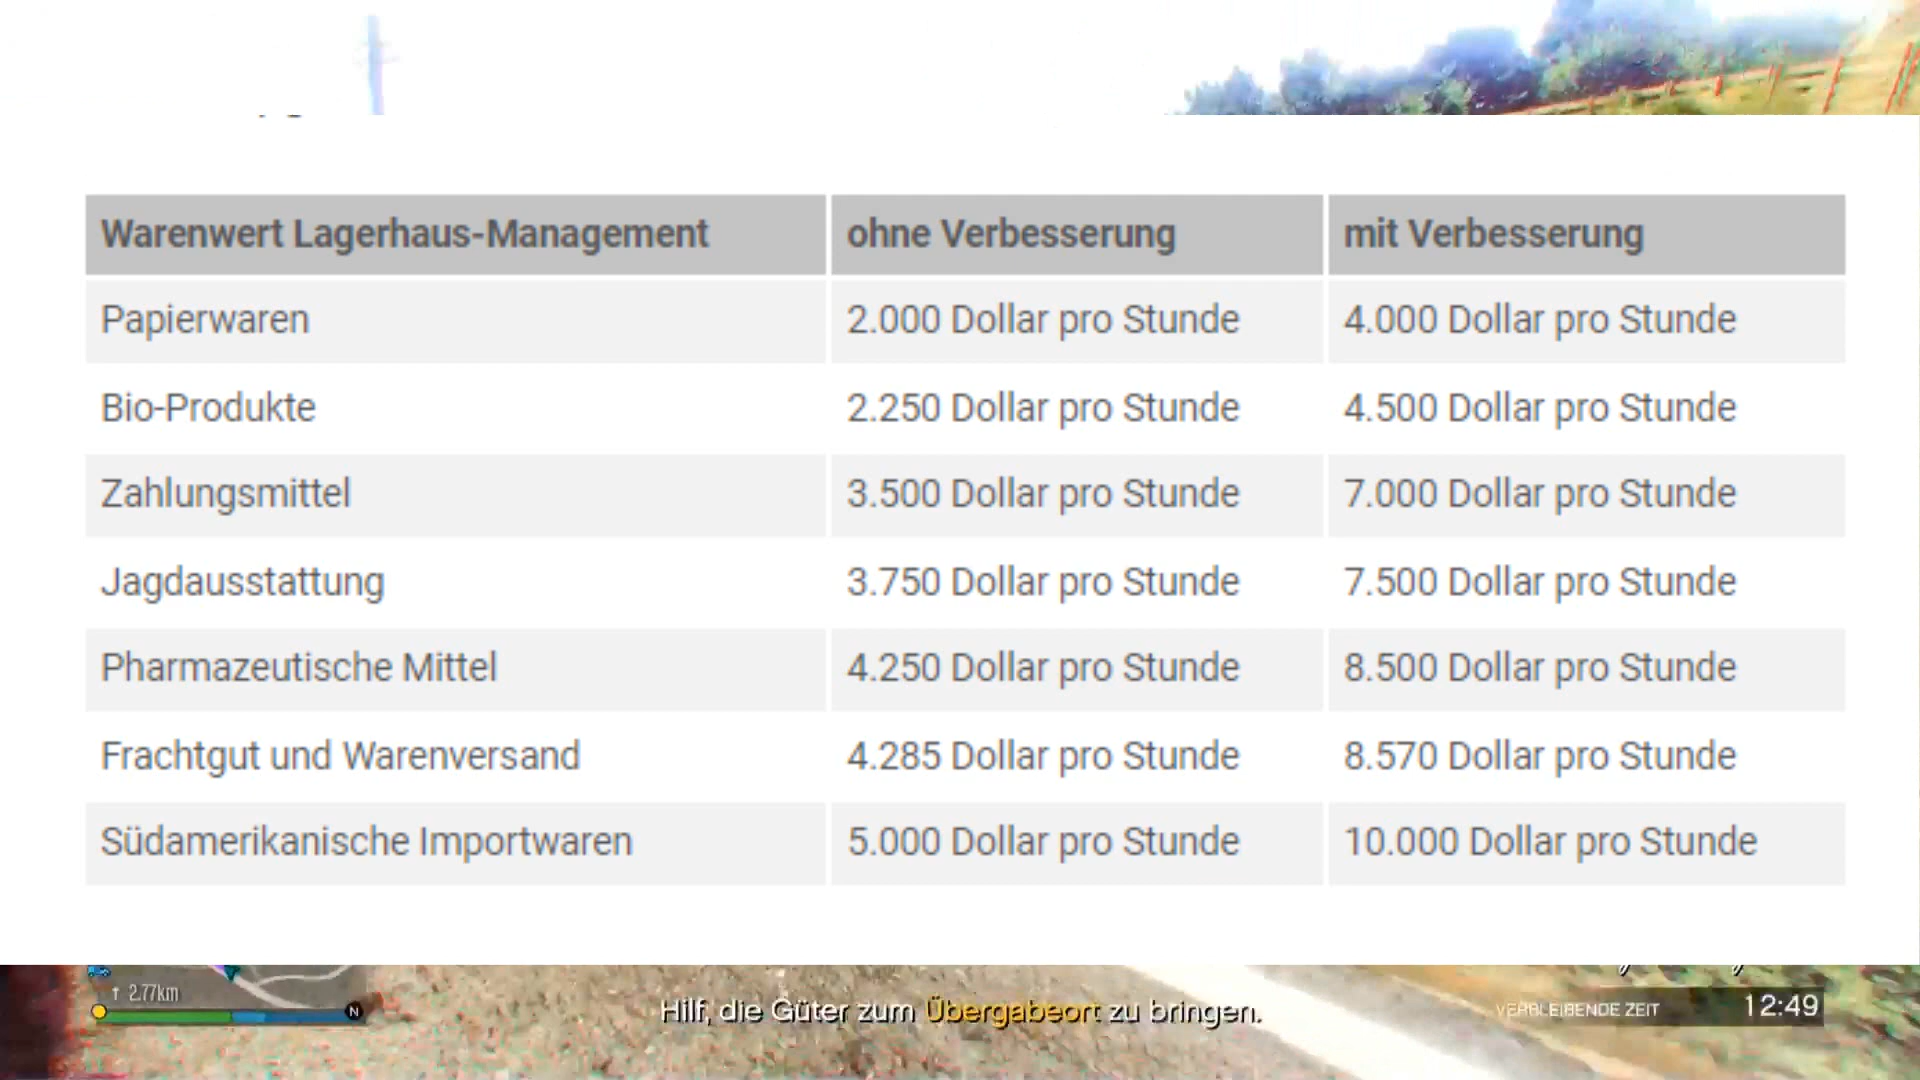 Warenwert Lagerhaus-Management ohne Verbesserung mit Verbesserung
Papierwaren 2.000 Dollar pro Stunde 4.000 Dollar pro Stunde
Bio-Produkte 2.250 Dollar pro Stunde 4.500 Dollar pro Stunde
Zahlungsmittel 3.500 Dollar pro Stunde 7.000 Dollar pro Stunde
Jagdausstattung 3.750 Dollar pro Stunde 7.500 Dollar pro Stunde
Pharmazeutische Mittel 4.250 Dollar pro Stunde 8.500 Dollar pro Stunde
Frachtgut und Warenversand 4.285 Dollar pro Stunde 8.570 Dollar pro Stunde
Südamerikanische Importwaren 5.000 Dollar pro Stunde 10.000 Dollar pro Stunde
2.77km
N
Hilf, die Güter zum Übergabeort zu bringen.
VERBLEIBENDE ZEIT 12:49